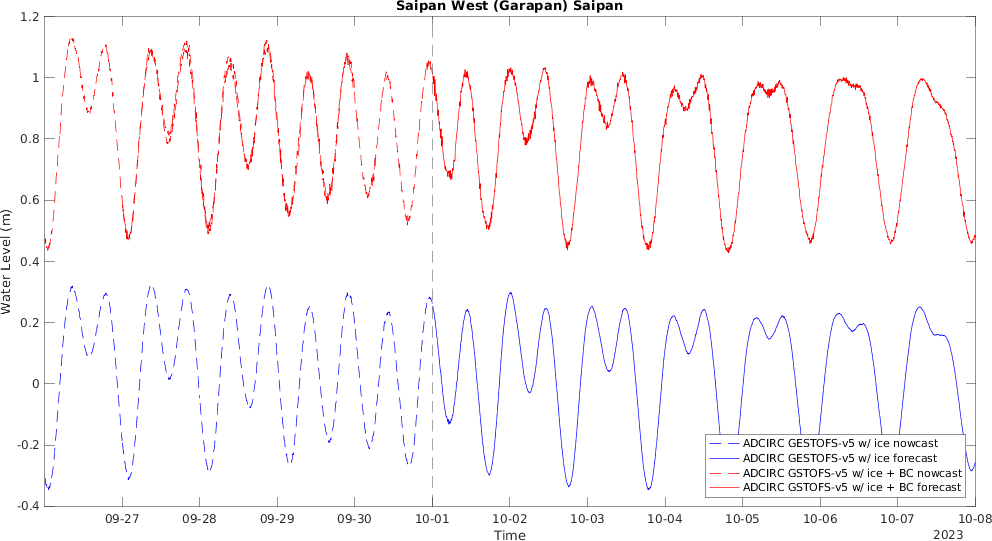 Saipan West (Garapan) Saipan
1.2
1
0.8
0.6
0.4
0.2
0
-0.2
-0.4
Water Level (m)
ADCIRC GESTOFS-v5 w/ ice nowcast
ADCIRC GESTOFS-v5 w/ ice forecast
ADCIRC GSTOFS-v5 w/ ice + BC nowcast
ADCIRC GSTOFS-v5 w/ ice + BC forecast
09-27 09-28 09-29 09-30 10-01 10-02 10-03 10-04 10-05 10-06 10-07 10-08
Time
2023